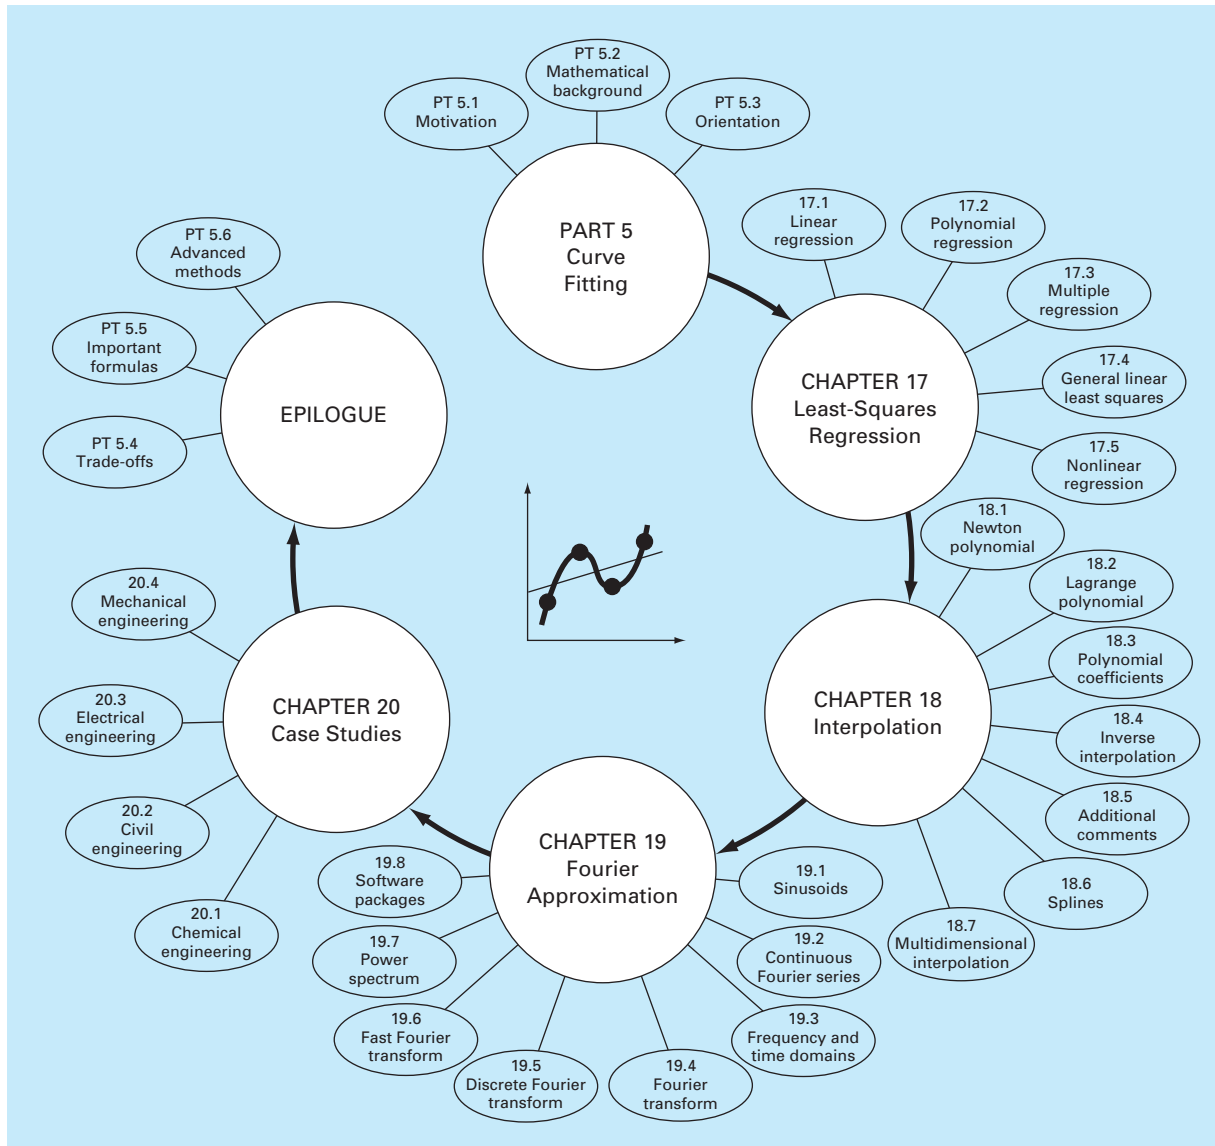 PT 5.1
Motivation
PT 5.2
Mathematical
background
PT 5.3
Orientation
PART 5
Curve
Fitting
17.1
Linear
regression
17.2
Polynomial
regression
17.3
Multiple
regression
17.4
General linear
least squares
17.5
Nonlinear
regression
CHAPTER 17
Least-Squares
Regression
18.1
Newton
polynomial
18.2
Lagrange
polynomial
18.3
Polynomial
coefficients
18.4
Inverse
interpolation
18.5
Additional
comments
18.6
Splines
18.7
Multidimensional
interpolation
CHAPTER 18
Interpolation
19.1
Sinusoids
19.2
Continuous
Fourier series
19.3
Frequency and
time domains
19.4
Fourier
transform
19.5
Discrete Fourier
transform
19.6
Fast Fourier
transform
19.7
Power
spectrum
19.8
Software
packages
CHAPTER 19
Fourier
Approximation
20.1
Chemical
engineering
20.2
Civil
engineering
20.3
Electrical
engineering
20.4
Mechanical
engineering
CHAPTER 20
Case Studies
PT 5.4
Trade-offs
PT 5.5
Important
formulas
PT 5.6
Advanced
methods
EPILOGUE